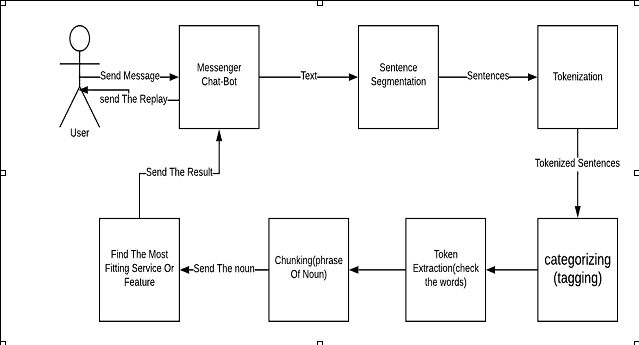 Send Message
send The Replay
User
Messenger
Chat-Bot
Text
Sentence
Segmentation
Sentences
Tokenization
Tokenized Sentences
categorizing
(tagging)
Token
Extraction(check
the words)
Chunking(phrase
Of Noun)
Send The noun
Find The Most
Fitting Service Or
Feature
Send The Result